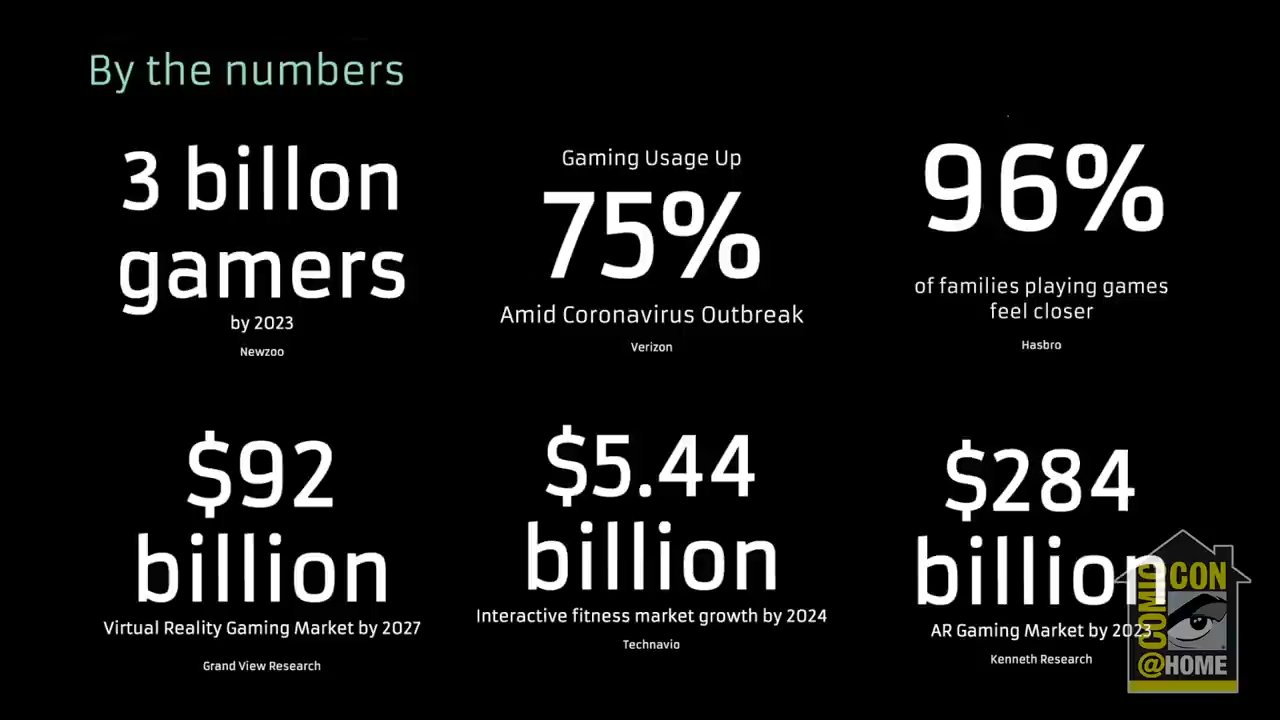 By the numbers
3 billon
gamers
by 2023
Newzoo
Gaming Usage Up
75%
Amid Coronavirus Outbreak
Verizon
96%
of families playing games
feel closer
Hasbro
$92
billion
Virtual Reality Gaming Market by 2027
Grand View Research
$5.44
billion
Interactive fitness market growth by 2024
Technavio
$284
billion
AR Gaming Market by 2023
Kenneth Research
COMIC
CON
@HOME